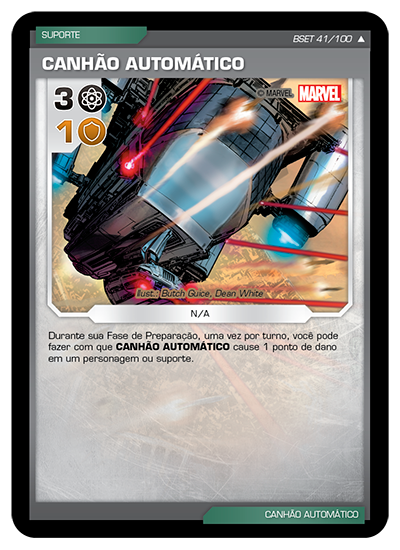 SUPORTE
BSET 41/100 ▲
CANHÃO AUTOMÁTICO
3
© MARVEL
MARVEL
1
Ilust.: Butch Guice, Dean White
N/A
Durante sua Fase de Preparação, uma vez por turno, você pode
fazer com que CANHÃO AUTOMÁTICO cause 1 ponto de dano
em um personagem ou suporte.
CANHÃO AUTOMÁTICO